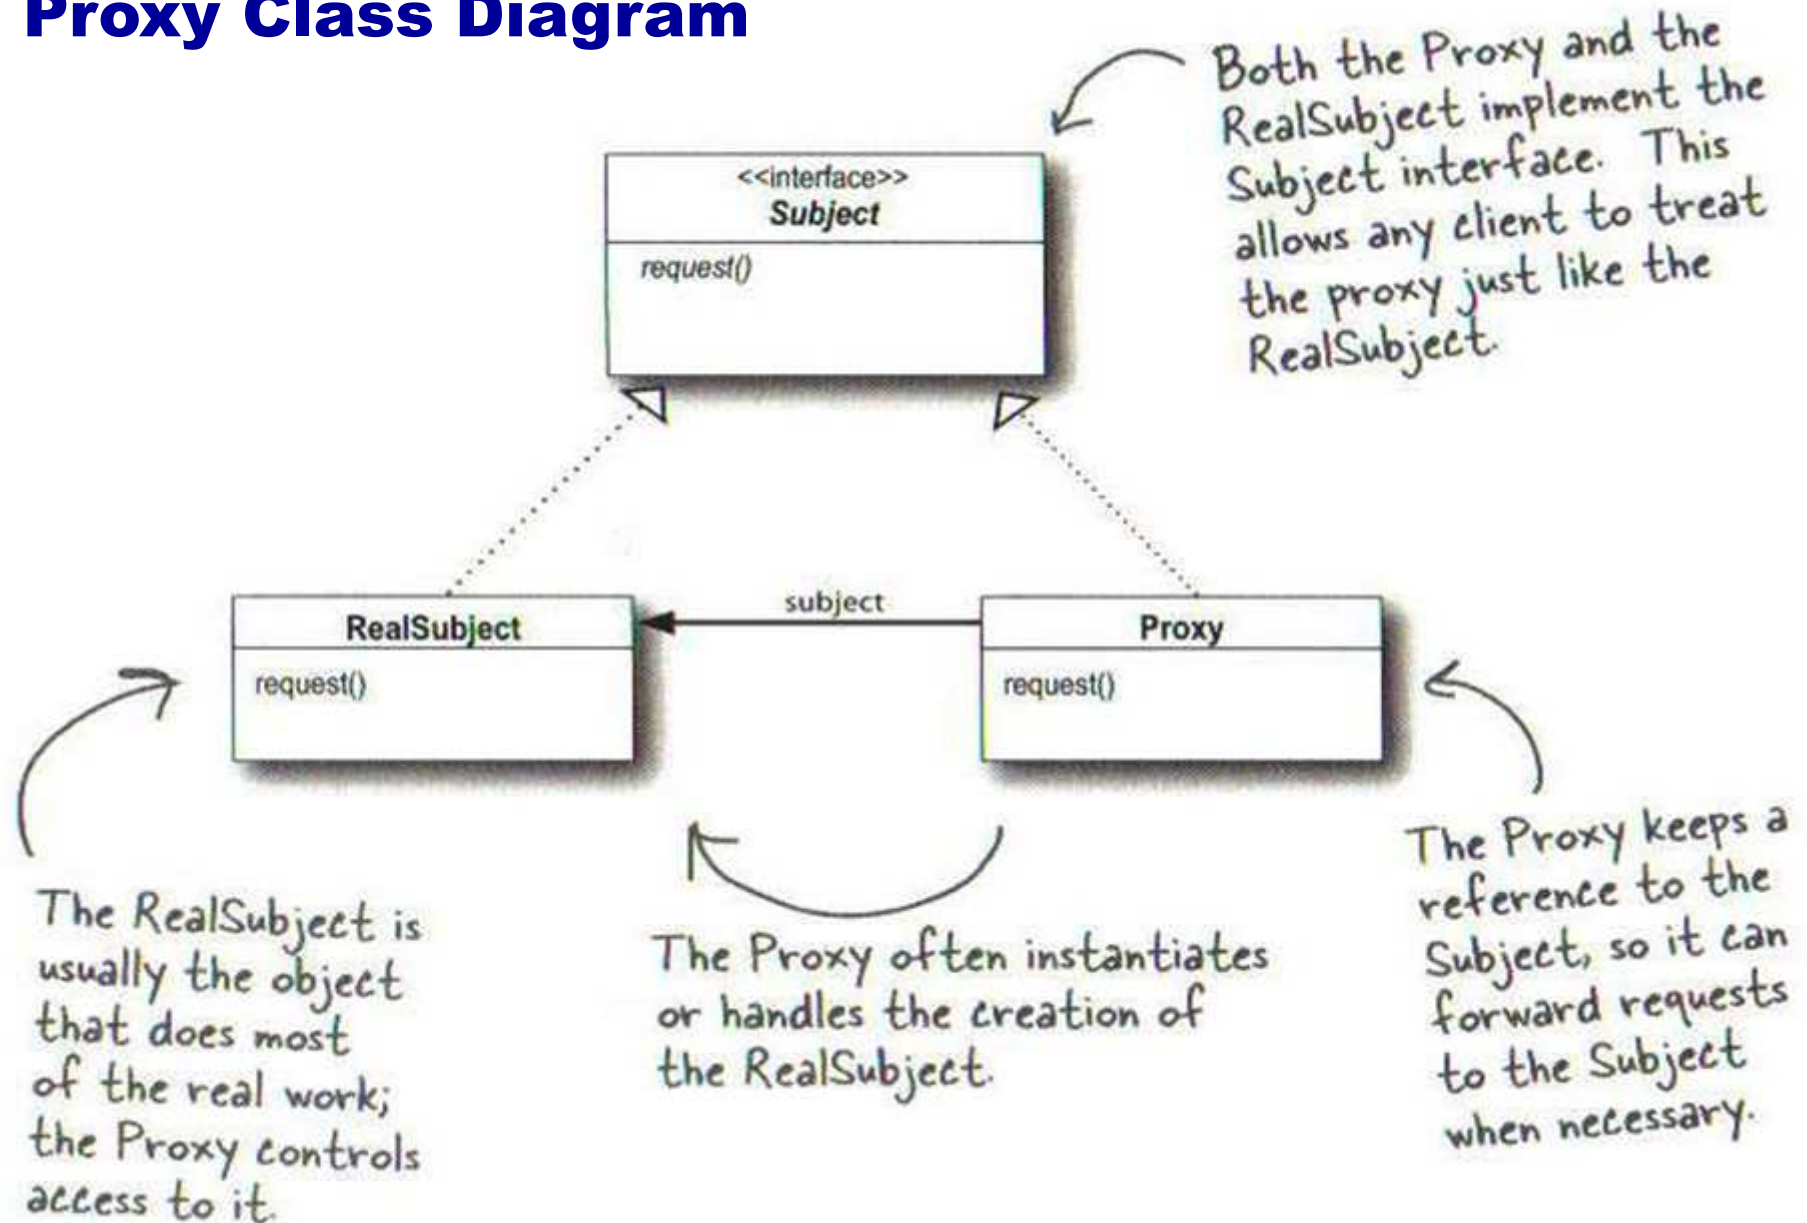 Proxy Class Diagram
Both the Proxy and the
RealSubject implement the
Subject interface. This
allows any client to treat
the proxy just like the
RealSubject.
<<interface>>
Subject
request()
RealSubject
request()
subject
Proxy
request()
The RealSubject is
usually the object
that does most
of the real work;
the Proxy controls
access to it.
The Proxy often instantiates
or handles the creation of
the RealSubject.
The Proxy keeps a
reference to the
Subject, so it can
forward requests
to the Subject
when necessary.